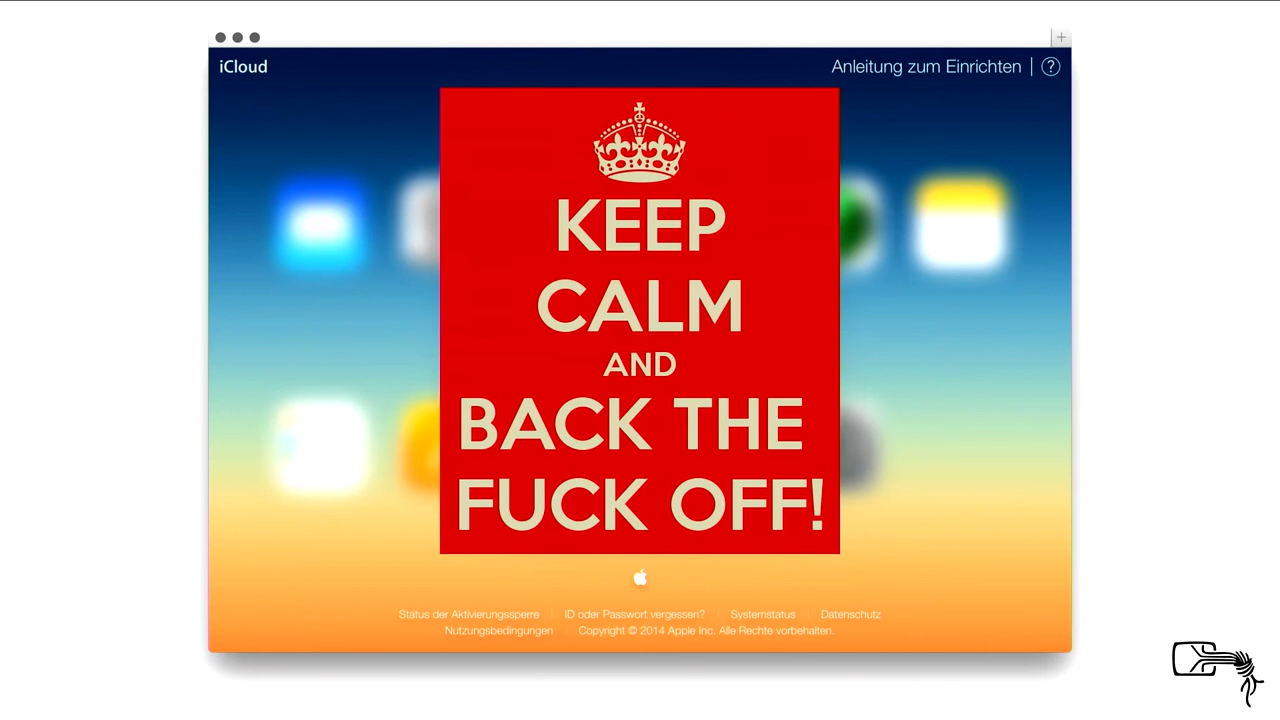 iCloud
Anleitung zum Einrichten
?
KEEP
CALM
AND
BACK THE
FUCK OFF!
Status der Aktivierungssperre
ID oder Passwort vergessen?
Systemstatus
Datenschutz
Nutzungsbedingungen
Copyright © 2014 Apple Inc. Alle Rechte vorbehalten.